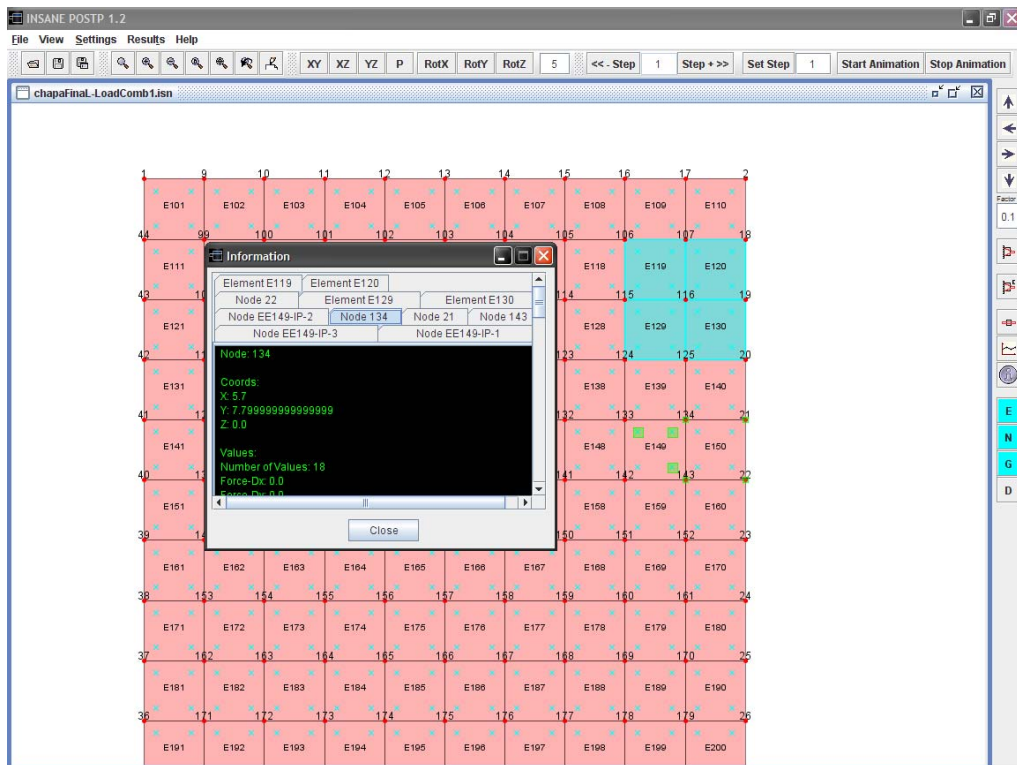 INSANE POSTP 1.2
File View Settings Results Help
XY XZ YZ P RotX RotY RotZ 5 << - Step 1 Step + >> Set Step 1 Start Animation Stop Animation
chapaFinaL-LoadComb1.isn
Factor
0.1
E
N
G
D
1 9 10 11 12 13 14 15 16 17 2
E101 E102 E103 E104 E105 E106 E107 E108 E109 E110
44 99 100 101 102 103 104 105 106 107 18
Information
E111 E118 E119 E120
Element E119 Element E120
43 10 114 115 116 19
Node 22 Element E129 Element E130
Node EE149-IP-2 Node 134 Node 21 Node 143
E121 E128 E129 E130
Node EE149-IP-3 Node EE149-IP-1
42 11 123 124 125 20
Node: 134
Coords:
E131 E138 E139 E140
X: 5.7
Y: 7.799999999999999
Z: 0.0
41 12 132 133 134 21
E141 E148 E149 E150
Values:
Number of Values: 18
40 13 141 142 143 22
Force-Dx: 0.0
E151 E158 E159 E160
Close
39 14 150 151 152 23
E161 E162 E163 E164 E165 E166 E167 E168 E169 E170
38 153 154 155 156 157 158 159 160 161 24
E171 E172 E173 E174 E175 E176 E177 E178 E179 E180
37 162 163 164 165 166 167 168 169 170 25
E181 E182 E183 E184 E185 E186 E187 E188 E189 E190
36 171 172 173 174 175 176 177 178 179 26
E191 E192 E193 E194 E195 E196 E197 E198 E199 E200